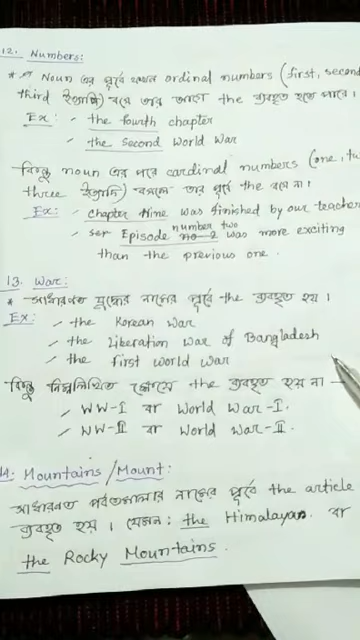 12. Numbers:
* Noun এর পূর্বে যখন ordinal numbers (first, second
third ইত্যাদি) বসে তার আগে the ব্যবহৃত হতে পারে।
Ex: - the fourth chapter
- the second World War
কিন্তু noun এর পরে cardinal numbers (one, tw
three ইত্যাদি) বসলে তার পূর্বে the বসে না।
Ex: - chapter Nine was finished by our teacher
- Episode number two was more exciting
than the previous one.
13. War:
* সাধারণত যুদ্ধের নামের পূর্বে the ব্যবহৃত হয়।
Ex: - the Korean War
- the Liberation War of Bangladesh
- the First World War
কিন্তু নিম্নলিখিত ক্ষেত্রে the ব্যবহৃত হয় না —
- WW-I বা World War-I.
- WW-II বা World War-II.
14. Mountains/Mount:
সাধারণত পর্বতমালার নামের পূর্বে the article
ব্যবহৃত হয়। যেমন: the Himalayan বা
the Rocky Mountains.